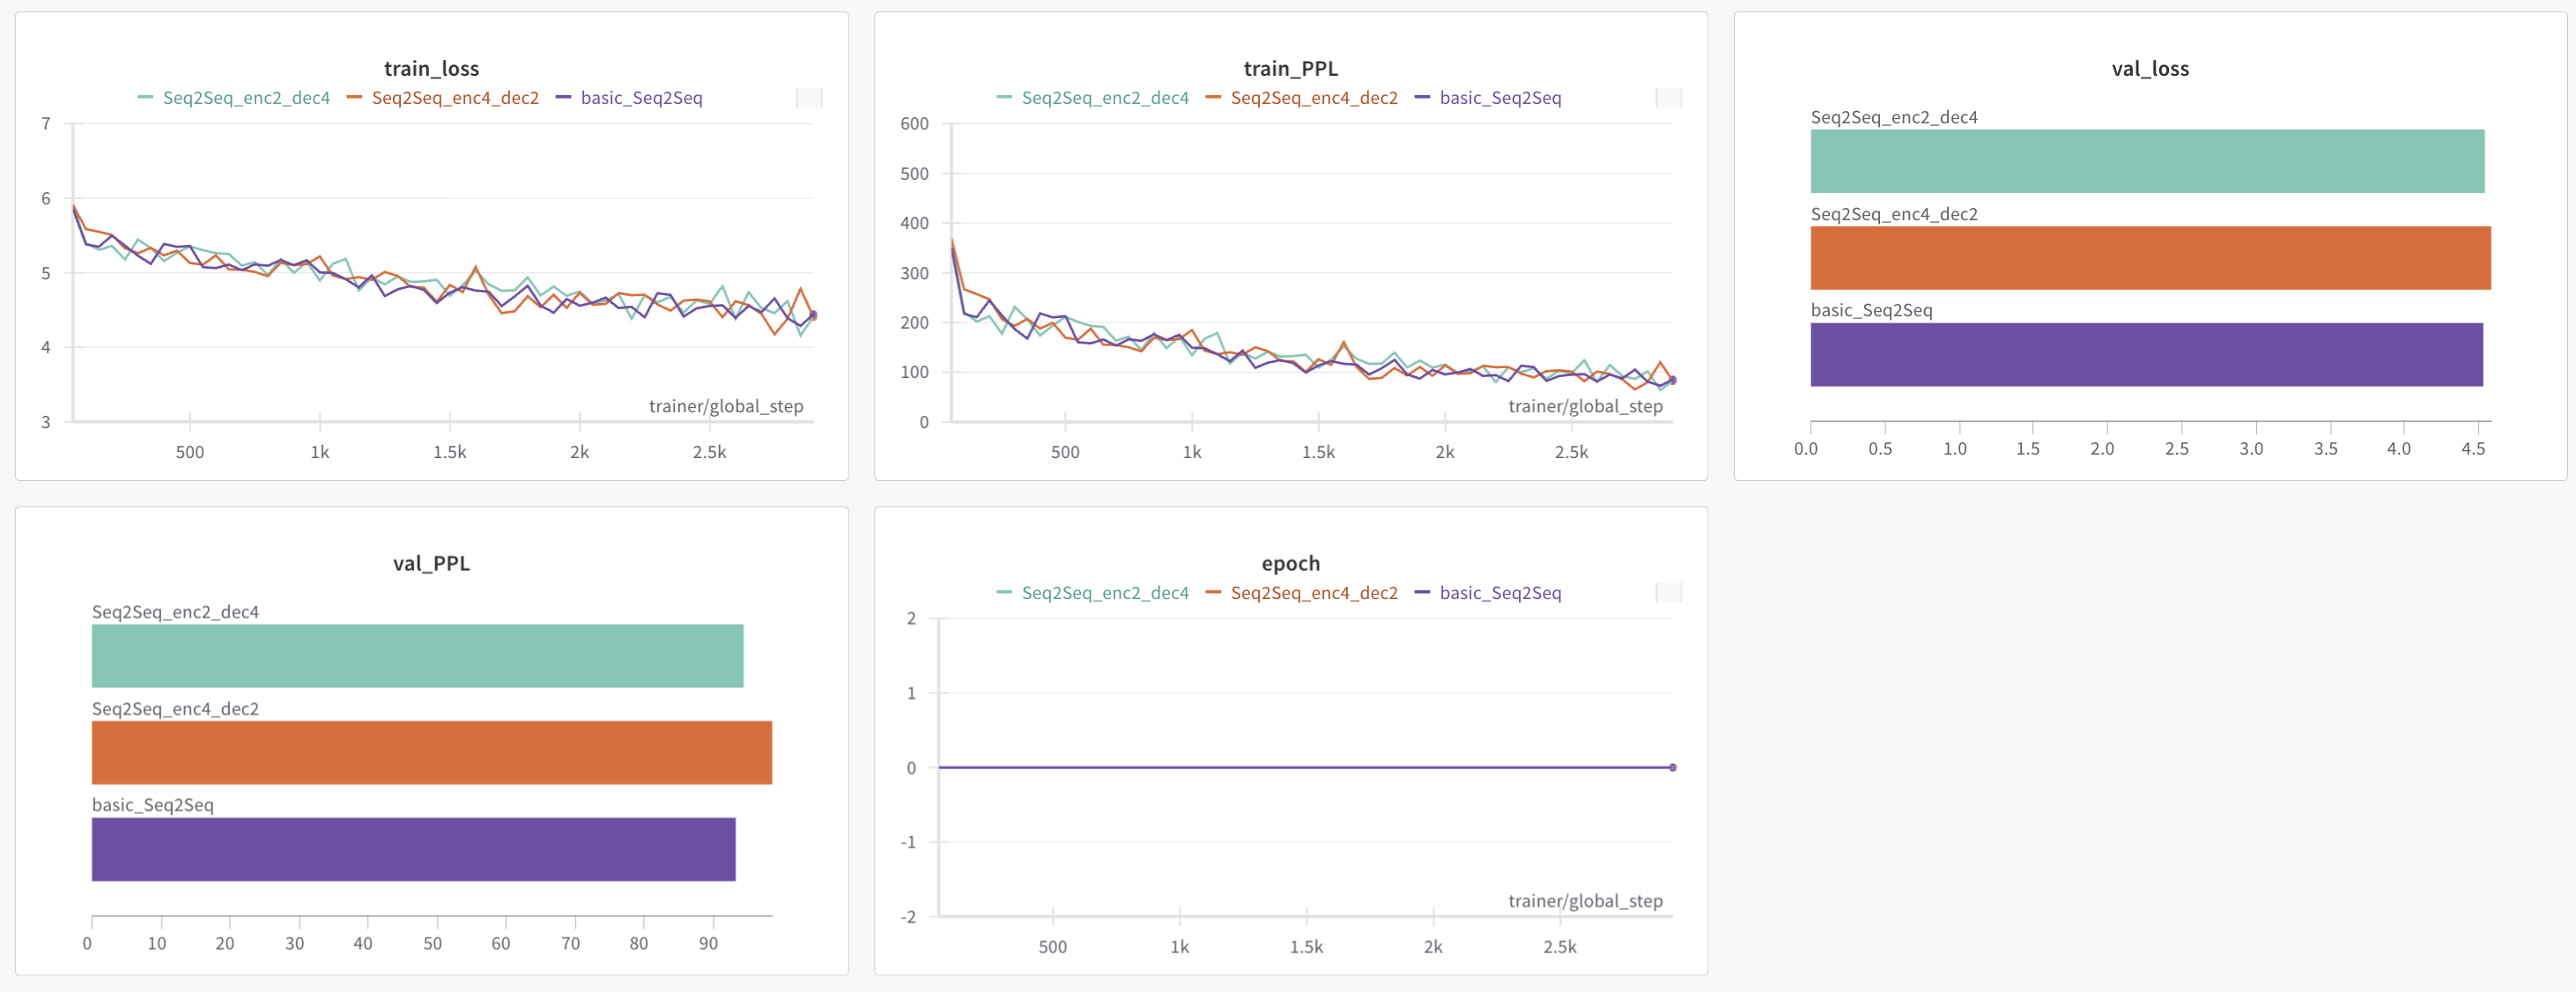 train_loss
Seq2Seq_enc2_dec4 Seq2Seq_enc4_dec2 basic_Seq2Seq
7
6
5
4
3
trainer/global_step
500 1k 1.5k 2k 2.5k
train_PPL
Seq2Seq_enc2_dec4 Seq2Seq_enc4_dec2 basic_Seq2Seq
600
500
400
300
200
100
0
trainer/global_step
500 1k 1.5k 2k 2.5k
val_loss
Seq2Seq_enc2_dec4
Seq2Seq_enc4_dec2
basic_Seq2Seq
0.0 0.5 1.0 1.5 2.0 2.5 3.0 3.5 4.0 4.5
val_PPL
Seq2Seq_enc2_dec4
Seq2Seq_enc4_dec2
basic_Seq2Seq
0 10 20 30 40 50 60 70 80 90
epoch
Seq2Seq_enc2_dec4 Seq2Seq_enc4_dec2 basic_Seq2Seq
2
1
0
-1
-2
trainer/global_step
500 1k 1.5k 2k 2.5k